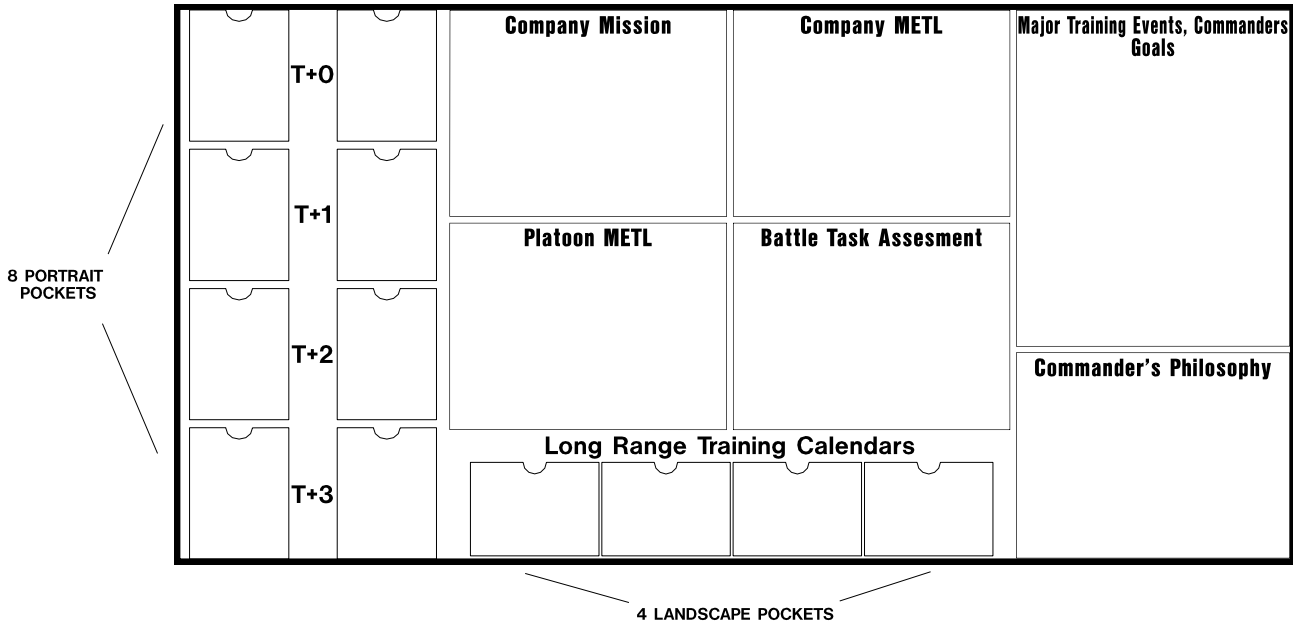 T+0
T+1
T+2
T+3
8 PORTRAIT
POCKETS
Company Mission
Company METL
Major Training Events, Commanders
Goals
Platoon METL
Battle Task Assesment
Commander's Philosophy
Long Range Training Calendars
4 LANDSCAPE POCKETS